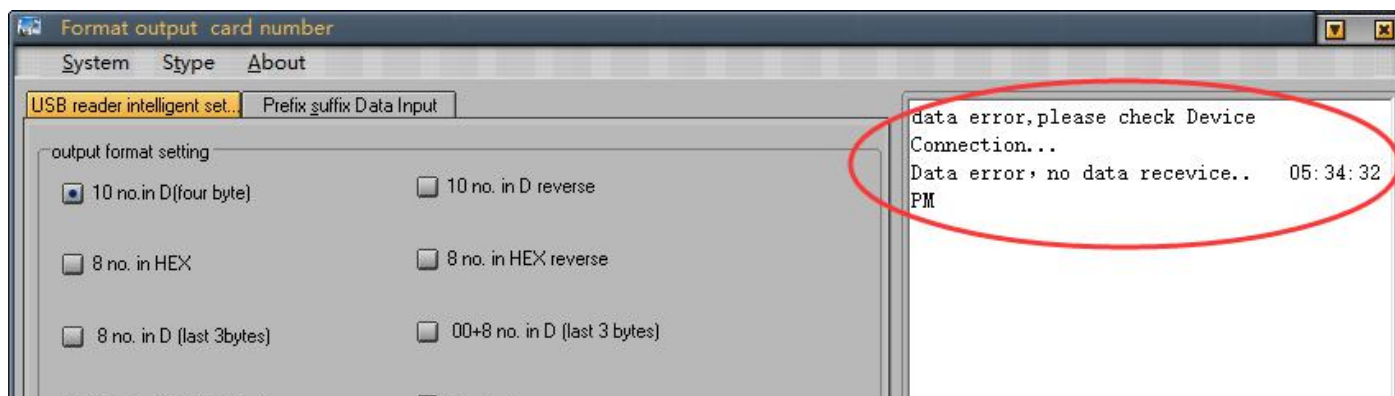 Format output card number
System Stype About
USB reader intelligent set...
Prefix suffix Data Input
output format setting
10 no.in D(four byte)
10 no. in D reverse
8 no. in HEX
8 no. in HEX reverse
8 no. in D (last 3bytes)
00+8 no. in D (last 3 bytes)
data error,please check Device
Connection...
Data error，no data recevice.. 05:34:32
PM